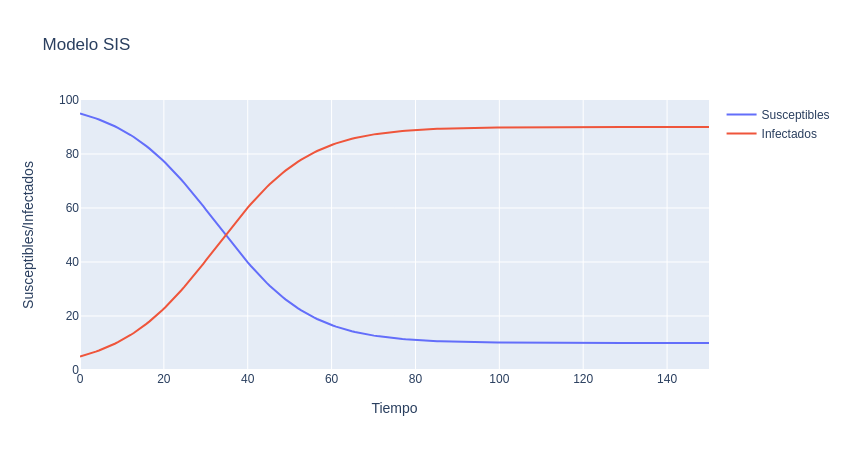 Modelo SIS
Susceptibles
Infectados
Susceptibles/Infectados
100
80
60
40
20
0
0 20 40 60 80 100 120 140
Tiempo